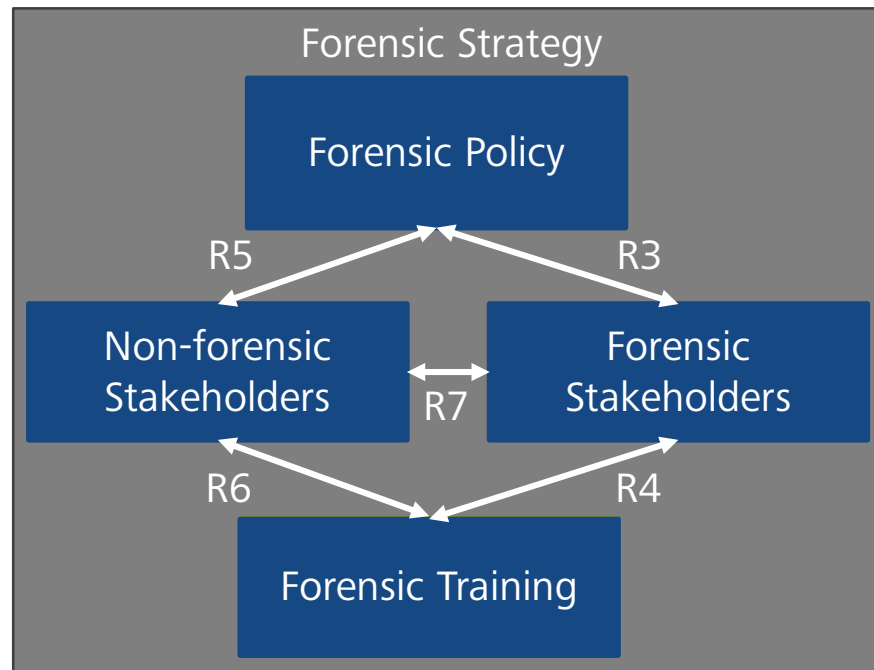 Forensic Strategy
Forensic Policy
R5
R3
Non-forensic
Stakeholders
R7
Forensic
Stakeholders
R6
R4
Forensic Training